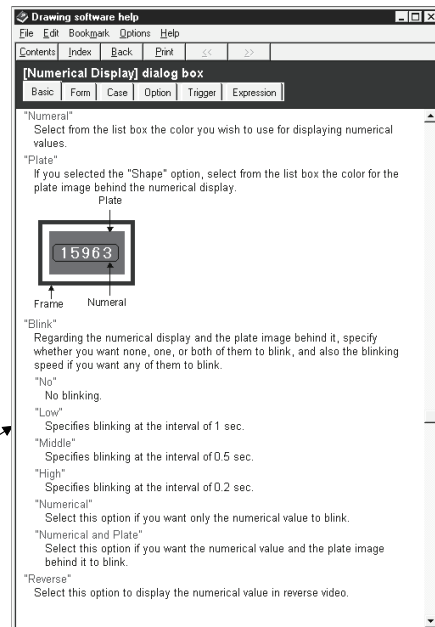 Drawing software help
File Edit Bookmark Options Help
Contents Index Back Print << >>
[Numerical Display] dialog box
Basic Form Case Option Trigger Expression
"Numeral"
Select from the list box the color you wish to use for displaying numerical
values.
"Plate"
If you selected the "Shape" option, select from the list box the color for the
plate image behind the numerical display.
Plate
15963
Frame Numeral
"Blink"
Regarding the numerical display and the plate image behind it, specify
whether you want none, one, or both of them to blink, and also the blinking
speed if you want any of them to blink.
"No"
No blinking.
"Low"
Specifies blinking at the interval of 1 sec.
"Middle"
Specifies blinking at the interval of 0.5 sec.
"High"
Specifies blinking at the interval of 0.2 sec.
"Numerical"
Select this option if you want only the numerical value to blink.
"Numerical and Plate"
Select this option if you want the numerical value and the plate image
behind it to blink.
"Reverse"
Select this option to display the numerical value in reverse video.